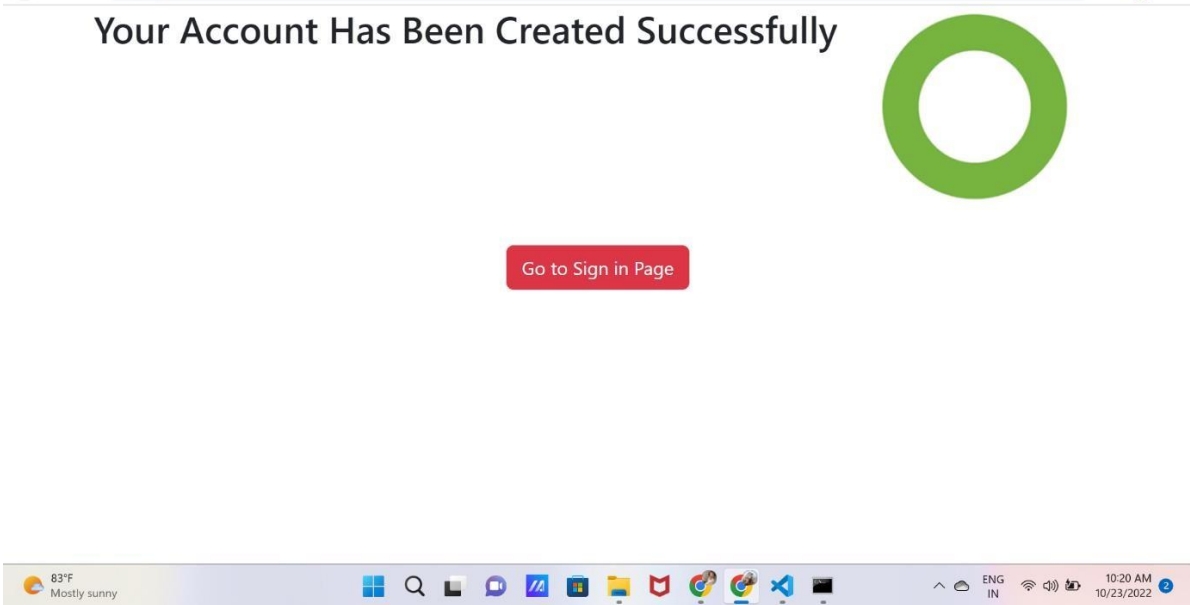 Your Account Has Been Created Successfully
Go to Sign in Page
83°F
Mostly sunny
ENG
IN
10:20 AM
10/23/2022
2